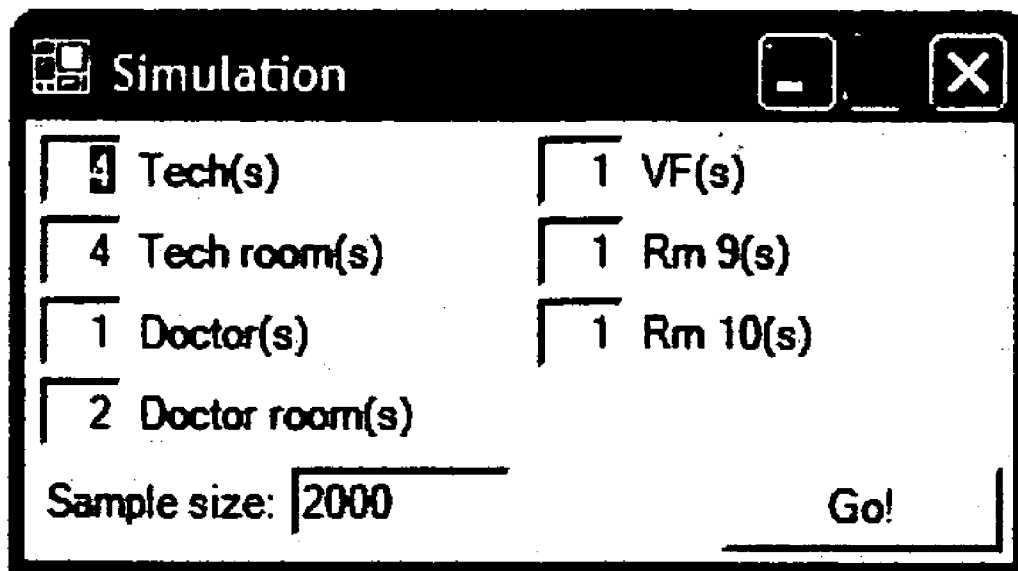 Simulation
4 Tech(s) 1 VF(s)
4 Tech room(s) 1 Rm 9(s)
1 Doctor(s) 1 Rm 10(s)
2 Doctor room(s)
Sample size: 2000 Go!